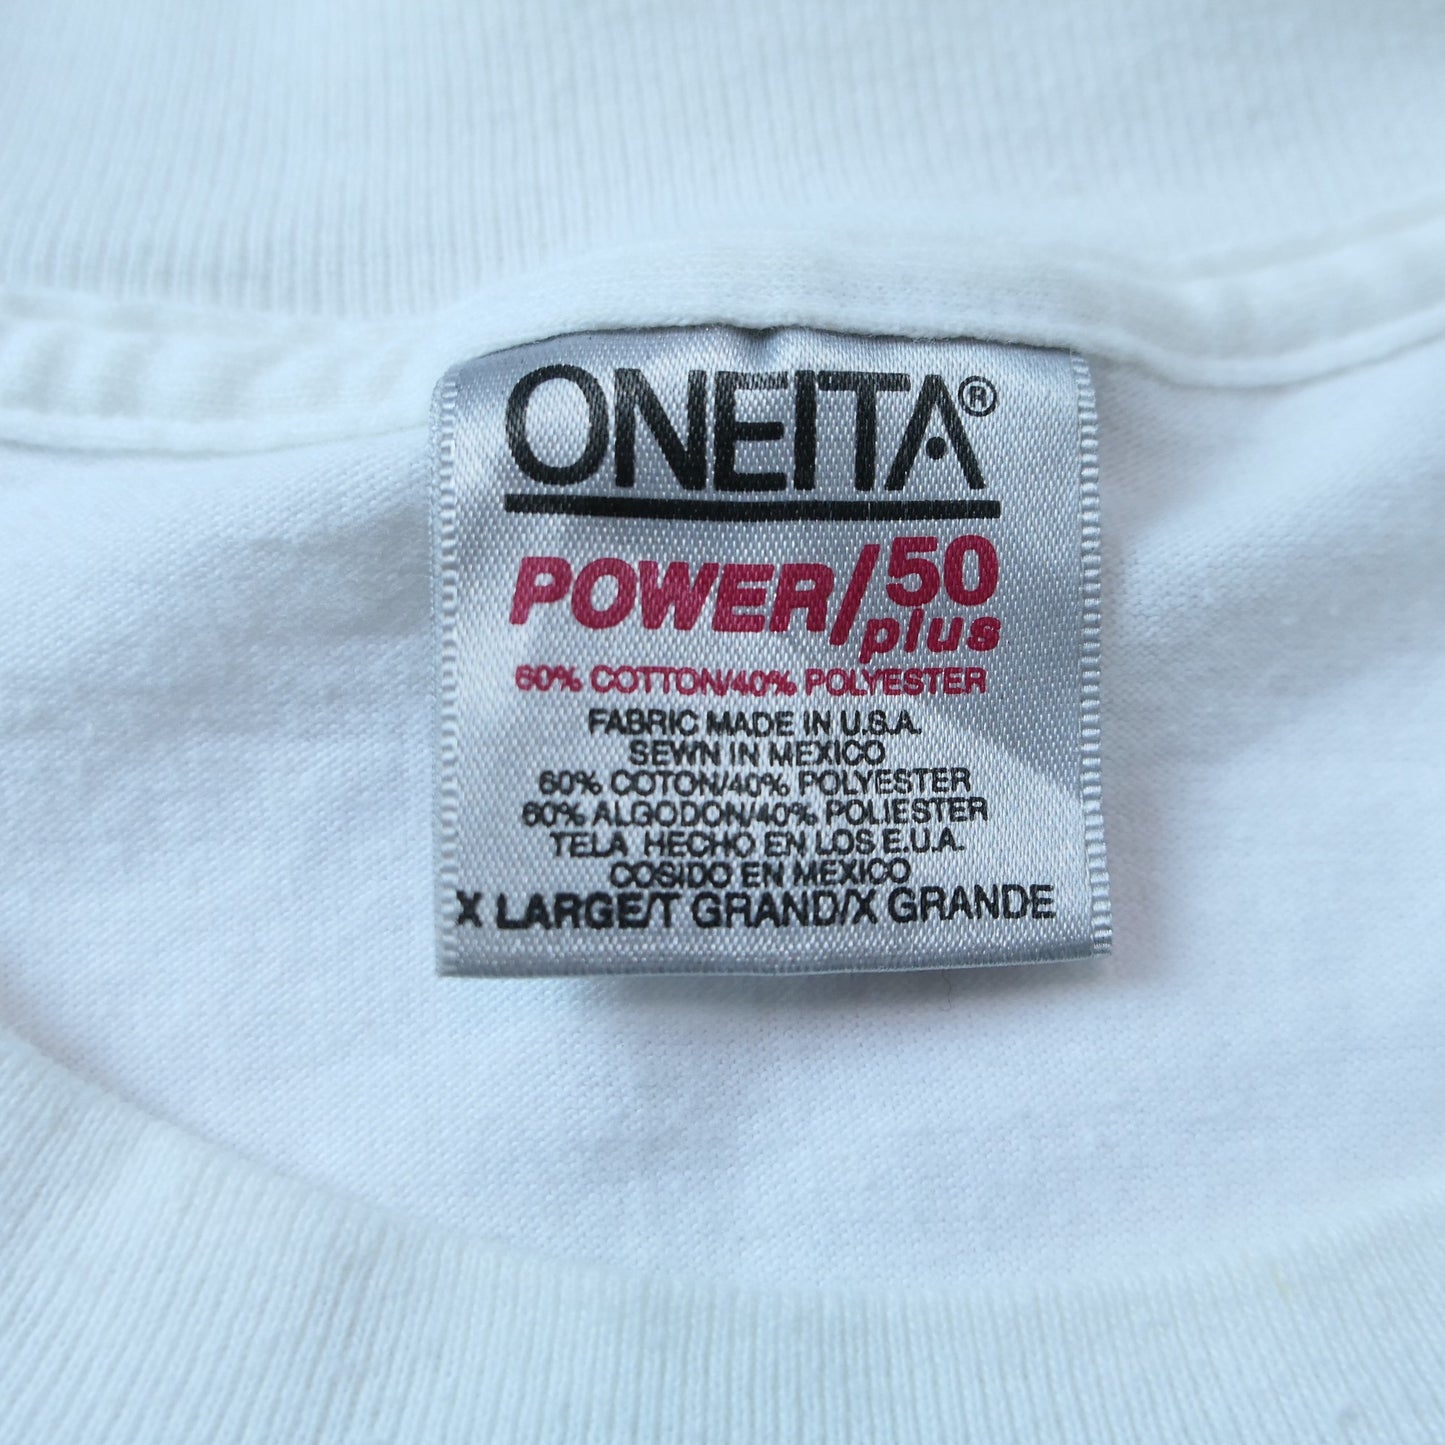 ONEITA®
POWER/50 plus
60% COTTON/40% POLYESTER
FABRIC MADE IN U.S.A.
SEWN IN MEXICO
60% COTON/40% POLYESTER
60% ALGODON/40% POLIESTER
TELA HECHO EN LOS E.U.A.
COSIDO EN MEXICO
X LARGE/T GRAND/X GRANDE